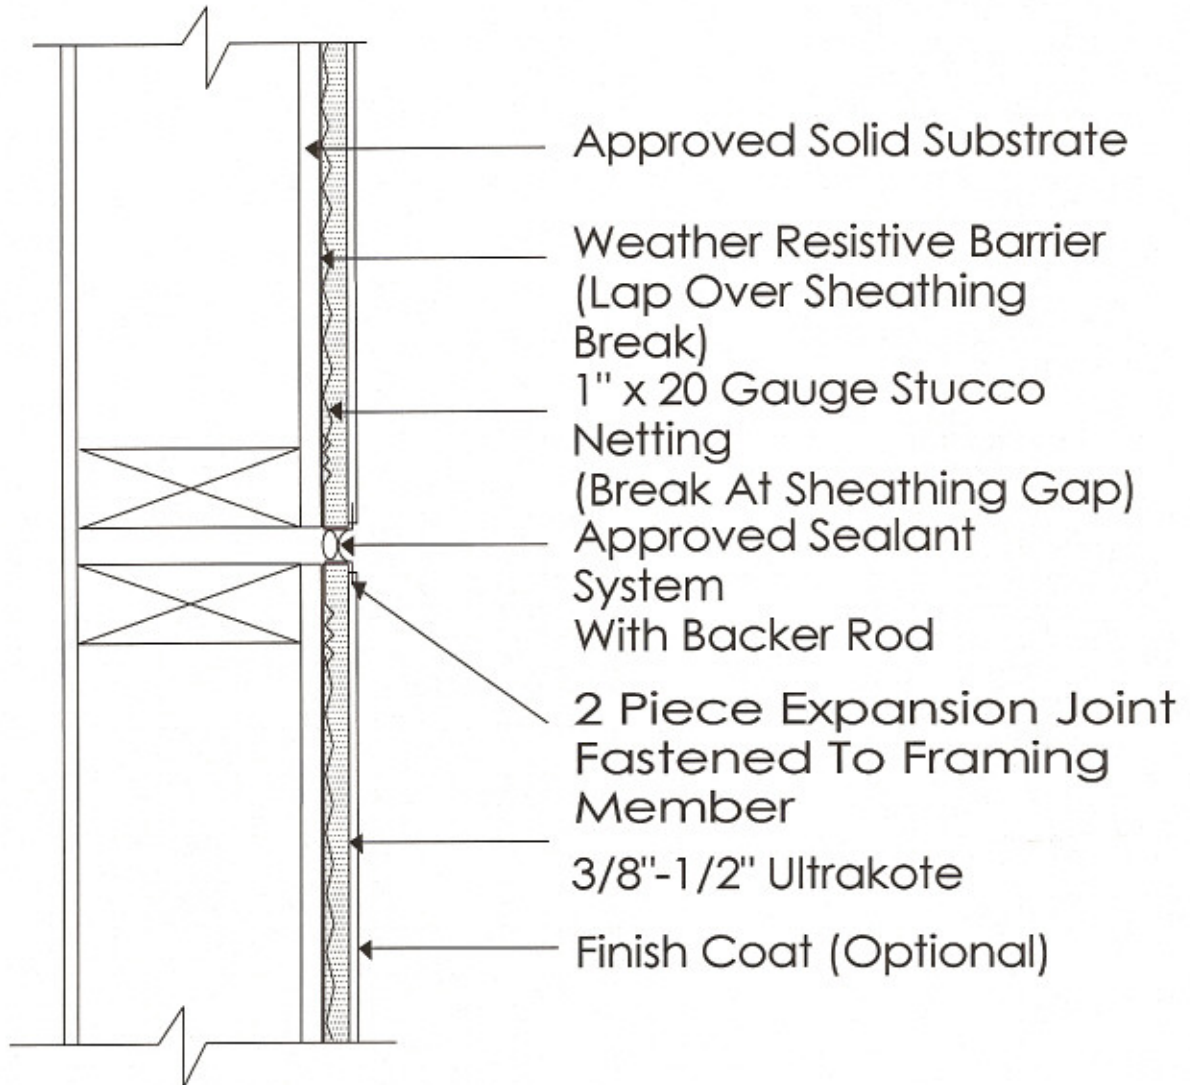 Approved Solid Substrate
Weather Resistive Barrier
(Lap Over Sheathing
Break)
1" x 20 Gauge Stucco
Netting
(Break At Sheathing Gap)
Approved Sealant
System
With Backer Rod
2 Piece Expansion Joint
Fastened To Framing
Member
3/8"-1/2" Ultrakote
Finish Coat (Optional)